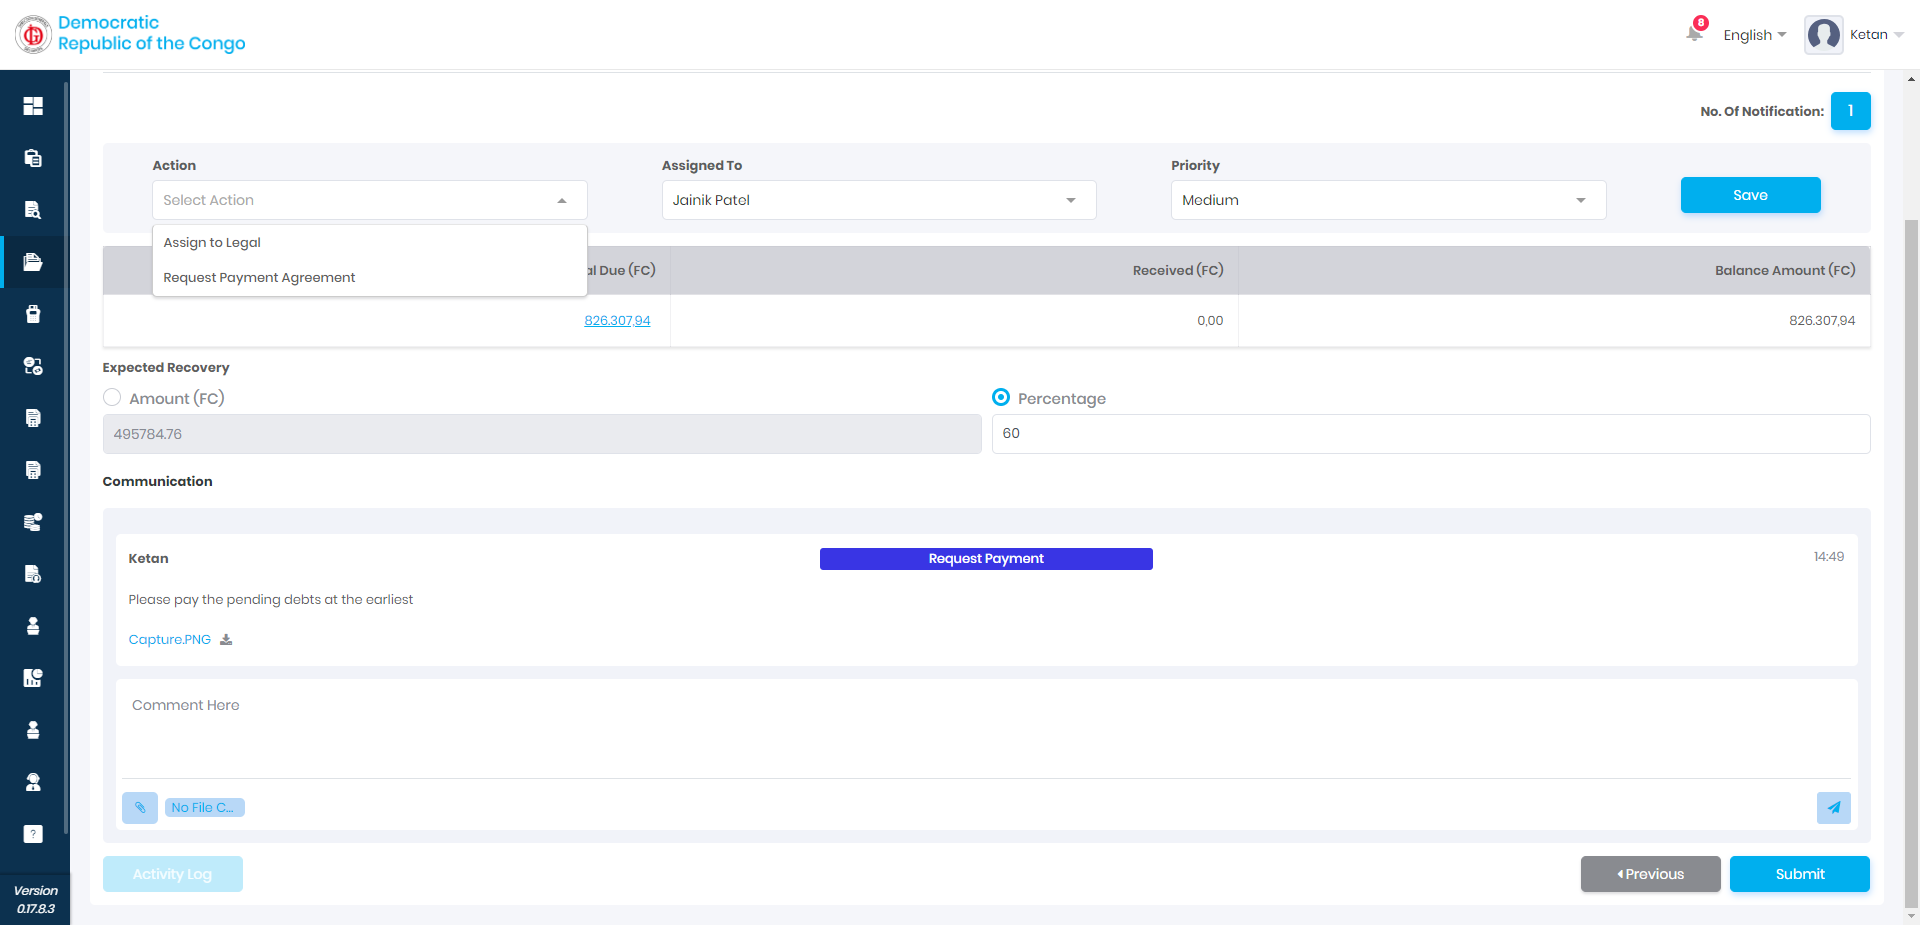 Democratic
Republic of the Congo
8
English
Ketan
No. Of Notification: 1
Action
Assigned To
Priority
Select Action
Jainik Patel
Medium
Save
Assign to Legal
Request Payment Agreement
al Due (FC)
Received (FC)
Balance Amount (FC)
826.307,94
0,00
826.307,94
Expected Recovery
Amount (FC)
Percentage
495784.76
60
Communication
Ketan
Request Payment
14:49
Please pay the pending debts at the earliest
Capture.PNG
Comment Here
No File C...
Activity Log
Previous
Submit
?
Version
0.17.8.3